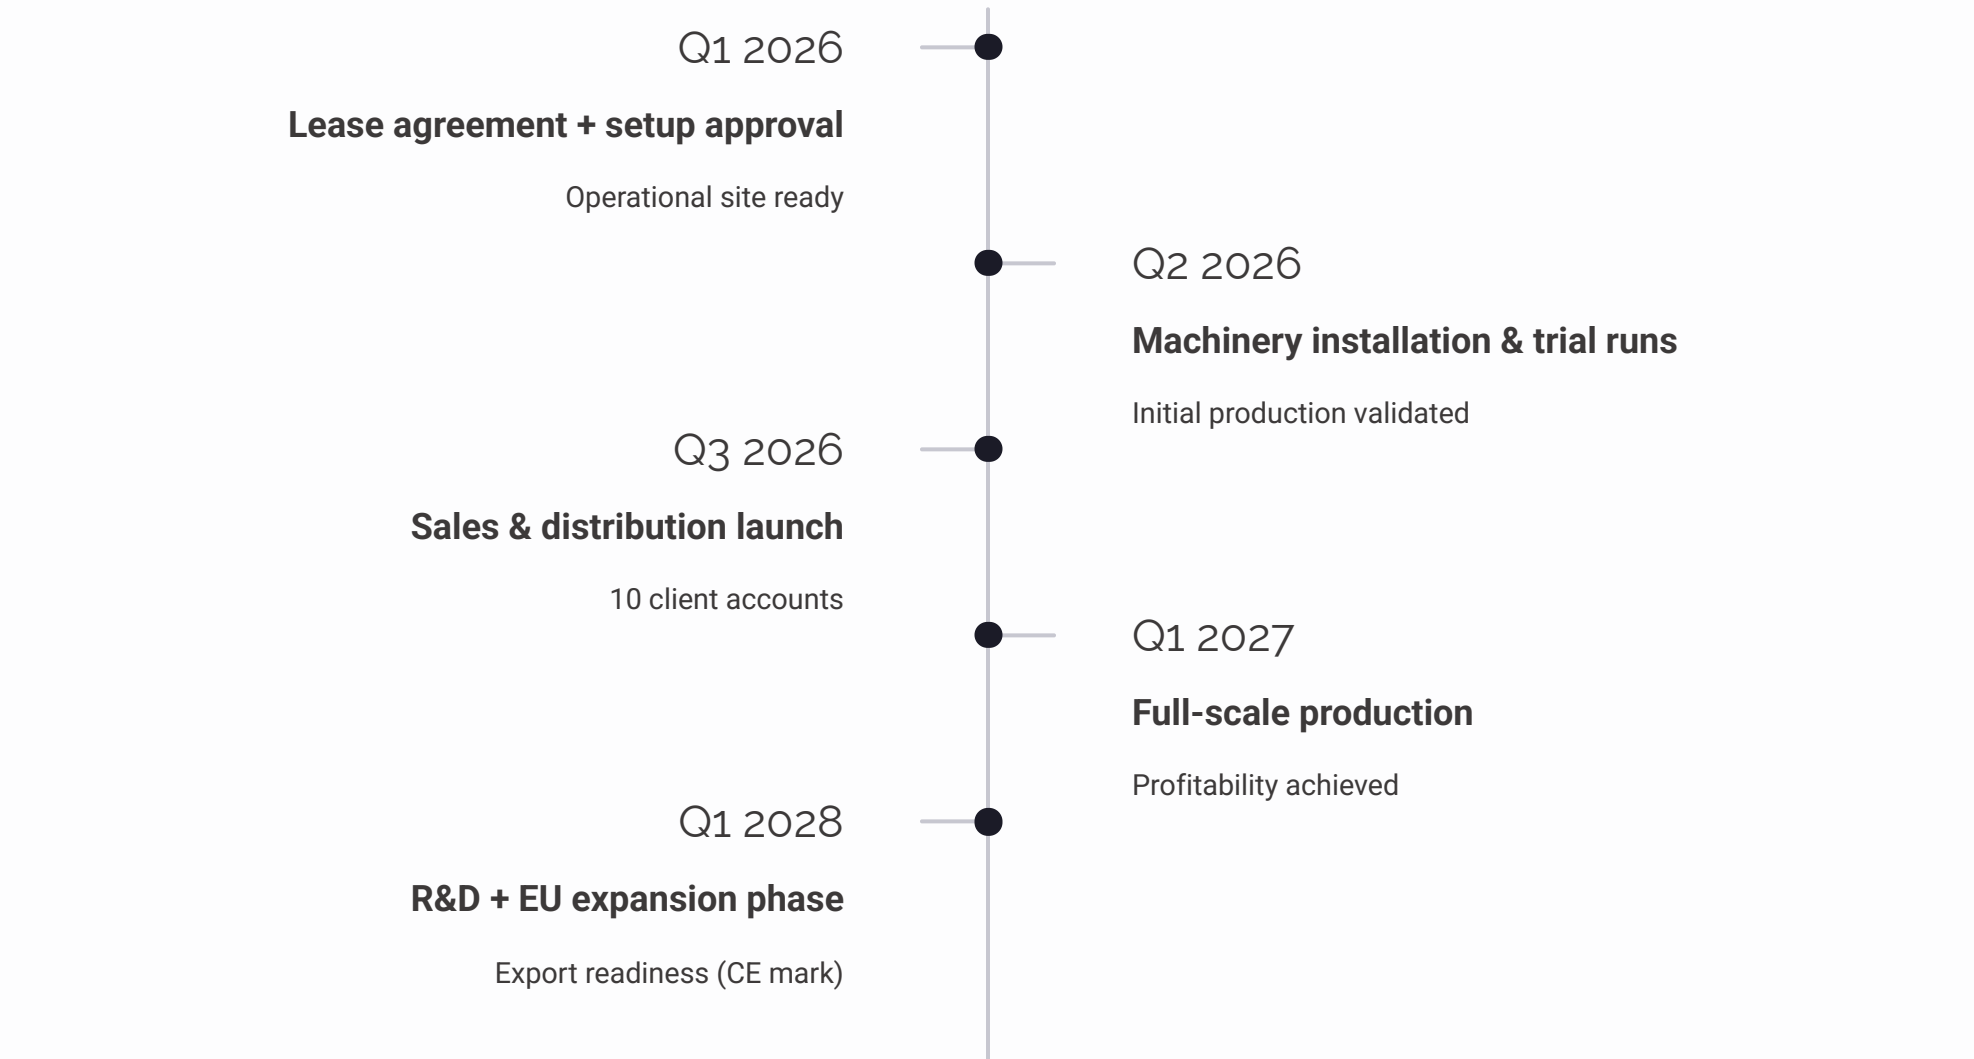 Q1 2026
Lease agreement + setup approval
Operational site ready
Q2 2026
Machinery installation & trial runs
Initial production validated
Q3 2026
Sales & distribution launch
10 client accounts
Q1 2027
Full-scale production
Profitability achieved
Q1 2028
R&D + EU expansion phase
Export readiness (CE mark)